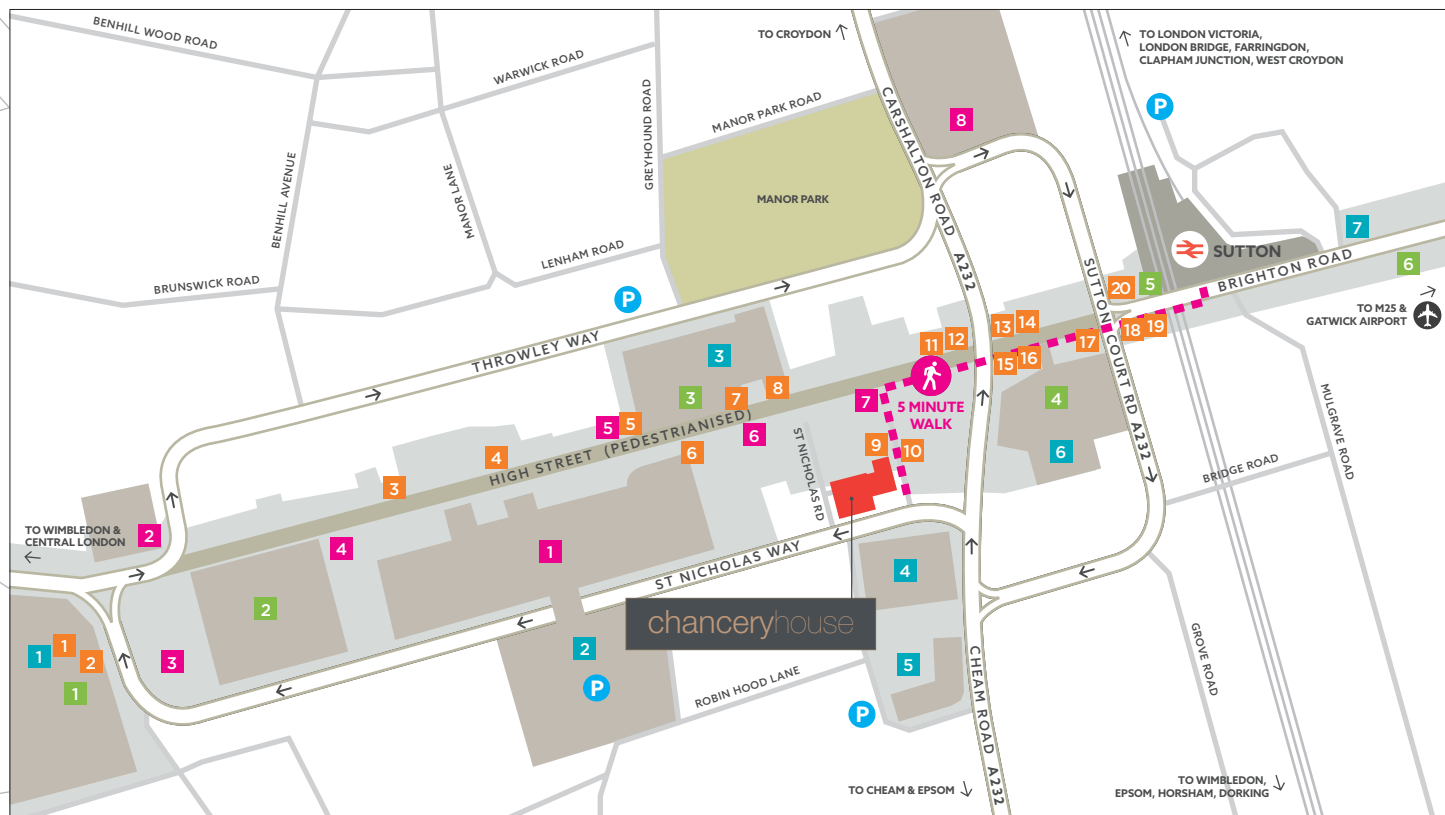 BENHILL WOOD ROAD
WARWICK ROAD
GREYHOUND ROAD
MANOR PARK ROAD
TO CROYDON
CARSHALTON ROAD A232
8
TO LONDON VICTORIA,
LONDON BRIDGE, FARRINGDON,
CLAPHAM JUNCTION, WEST CROYDON
P
BENHILL AVENUE
MANOR LANE
MANOR PARK
LENHAM ROAD
BRUNSWICK ROAD
P
THROWLEY WAY
SUTTON
BRIGHTON ROAD
7
6
20
5
TO M25 &
GATWICK AIRPORT
SUTTON COURT RD A232
11
12
13
14
15
16
17
18
19
3
3
7
8
5
5
6
6
7
5 MINUTE
WALK
4
6
MULGRAVE ROAD
BRIDGE ROAD
HIGH STREET (PEDESTRIANISED)
4
3
9
10
ST NICHOLAS RD
TO WIMBLEDON &
CENTRAL LONDON
2
4
1
ST NICHOLAS WAY
2
4
chanceryhouse
1
1
2
1
3
2
P
5
ROBIN HOOD LANE
P
CHEAM ROAD A232
GROVE ROAD
TO CHEAM & EPSOM
TO WIMBLEDON,
EPSOM, HORSHAM, DORKING